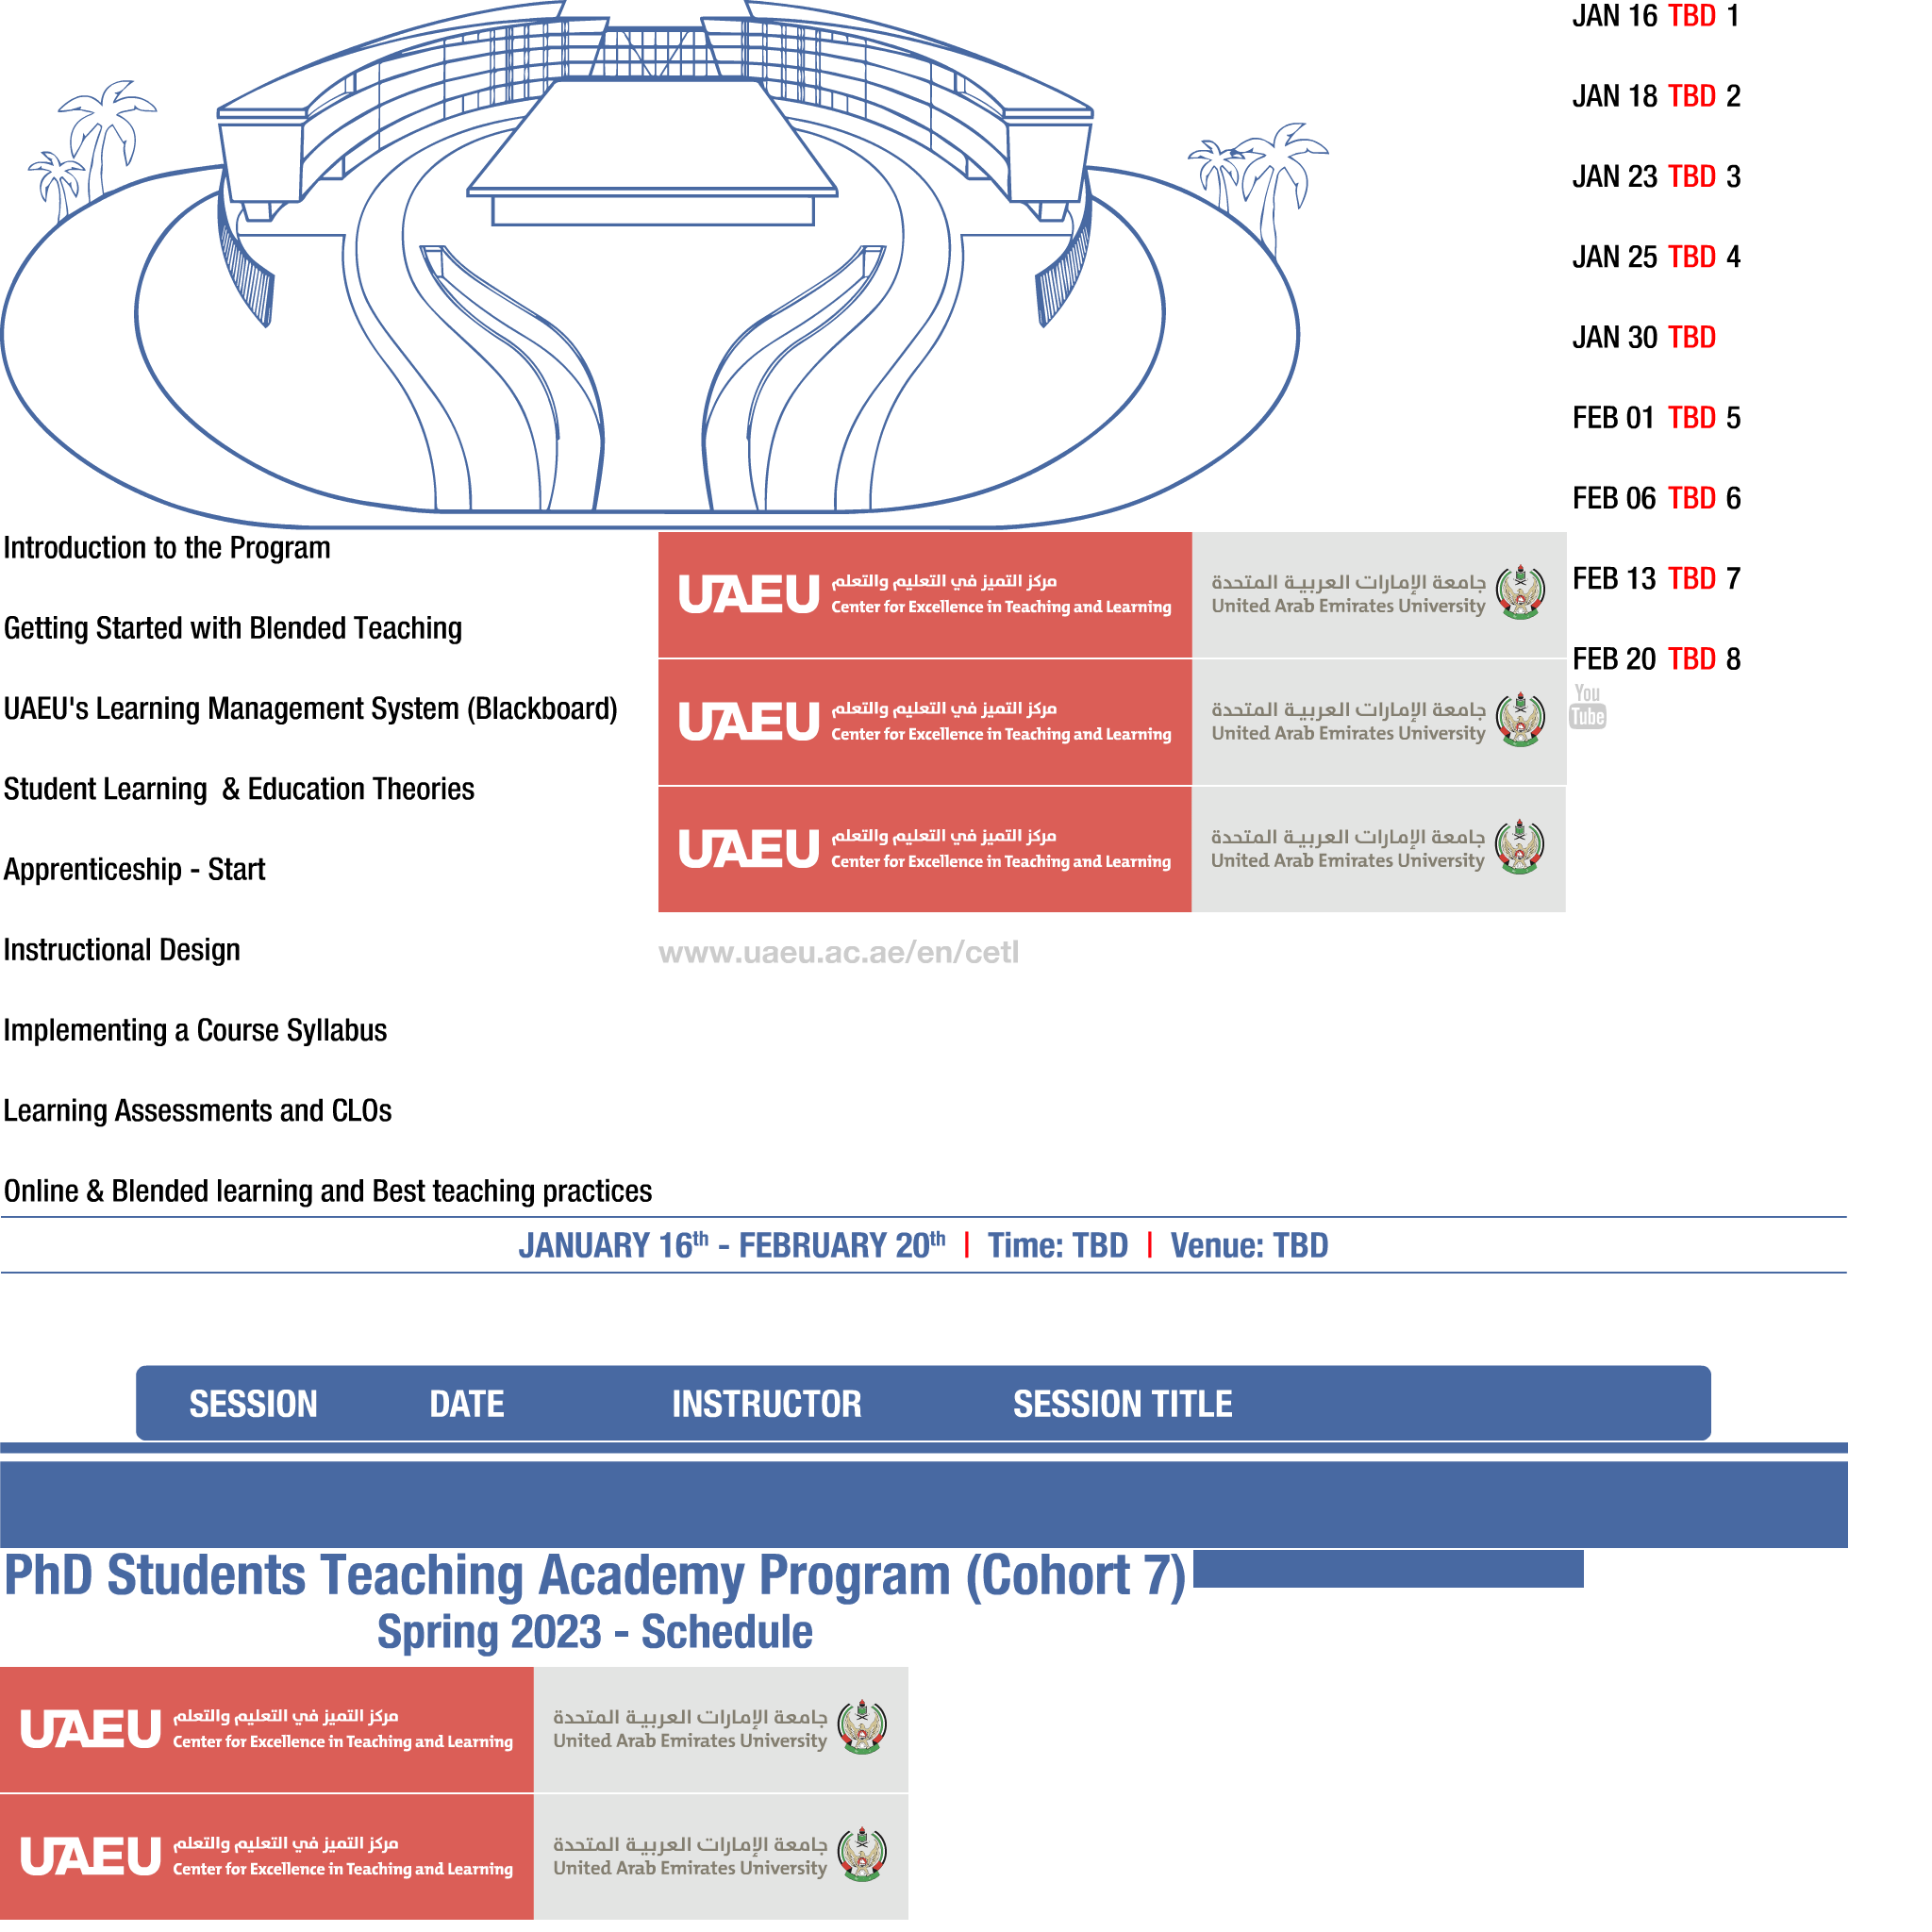 JAN 16 TBD 1
JAN 18 TBD 2
JAN 23 TBD 3
JAN 25 TBD 4
JAN 30 TBD
FEB 01 TBD 5
FEB 06 TBD 6
FEB 13 TBD 7
FEB 20 TBD 8
You
Tube
Introduction to the Program
Getting Started with Blended Teaching
UAEU's Learning Management System (Blackboard)
Student Learning & Education Theories
Apprenticeship - Start
Instructional Design
Implementing a Course Syllabus
Learning Assessments and CLOs
Online & Blended learning and Best teaching practices
UAEU
مركز التميز في التعليم والتعلم
Center for Excellence in Teaching and Learning
جامعة الإمارات العربية المتحدة
United Arab Emirates University
UAEU
مركز التميز في التعليم والتعلم
Center for Excellence in Teaching and Learning
جامعة الإمارات العربية المتحدة
United Arab Emirates University
UAEU
مركز التميز في التعليم والتعلم
Center for Excellence in Teaching and Learning
جامعة الإمارات العربية المتحدة
United Arab Emirates University
www.uaeu.ac.ae/en/cetl
JANUARY 16th - FEBRUARY 20th | Time: TBD | Venue: TBD
SESSION DATE INSTRUCTOR SESSION TITLE
PhD Students Teaching Academy Program (Cohort 7)
Spring 2023 - Schedule
UAEU
مركز التميز في التعليم والتعلم
Center for Excellence in Teaching and Learning
جامعة الإمارات العربية المتحدة
United Arab Emirates University
UAEU
مركز التميز في التعليم والتعلم
Center for Excellence in Teaching and Learning
جامعة الإمارات العربية المتحدة
United Arab Emirates University